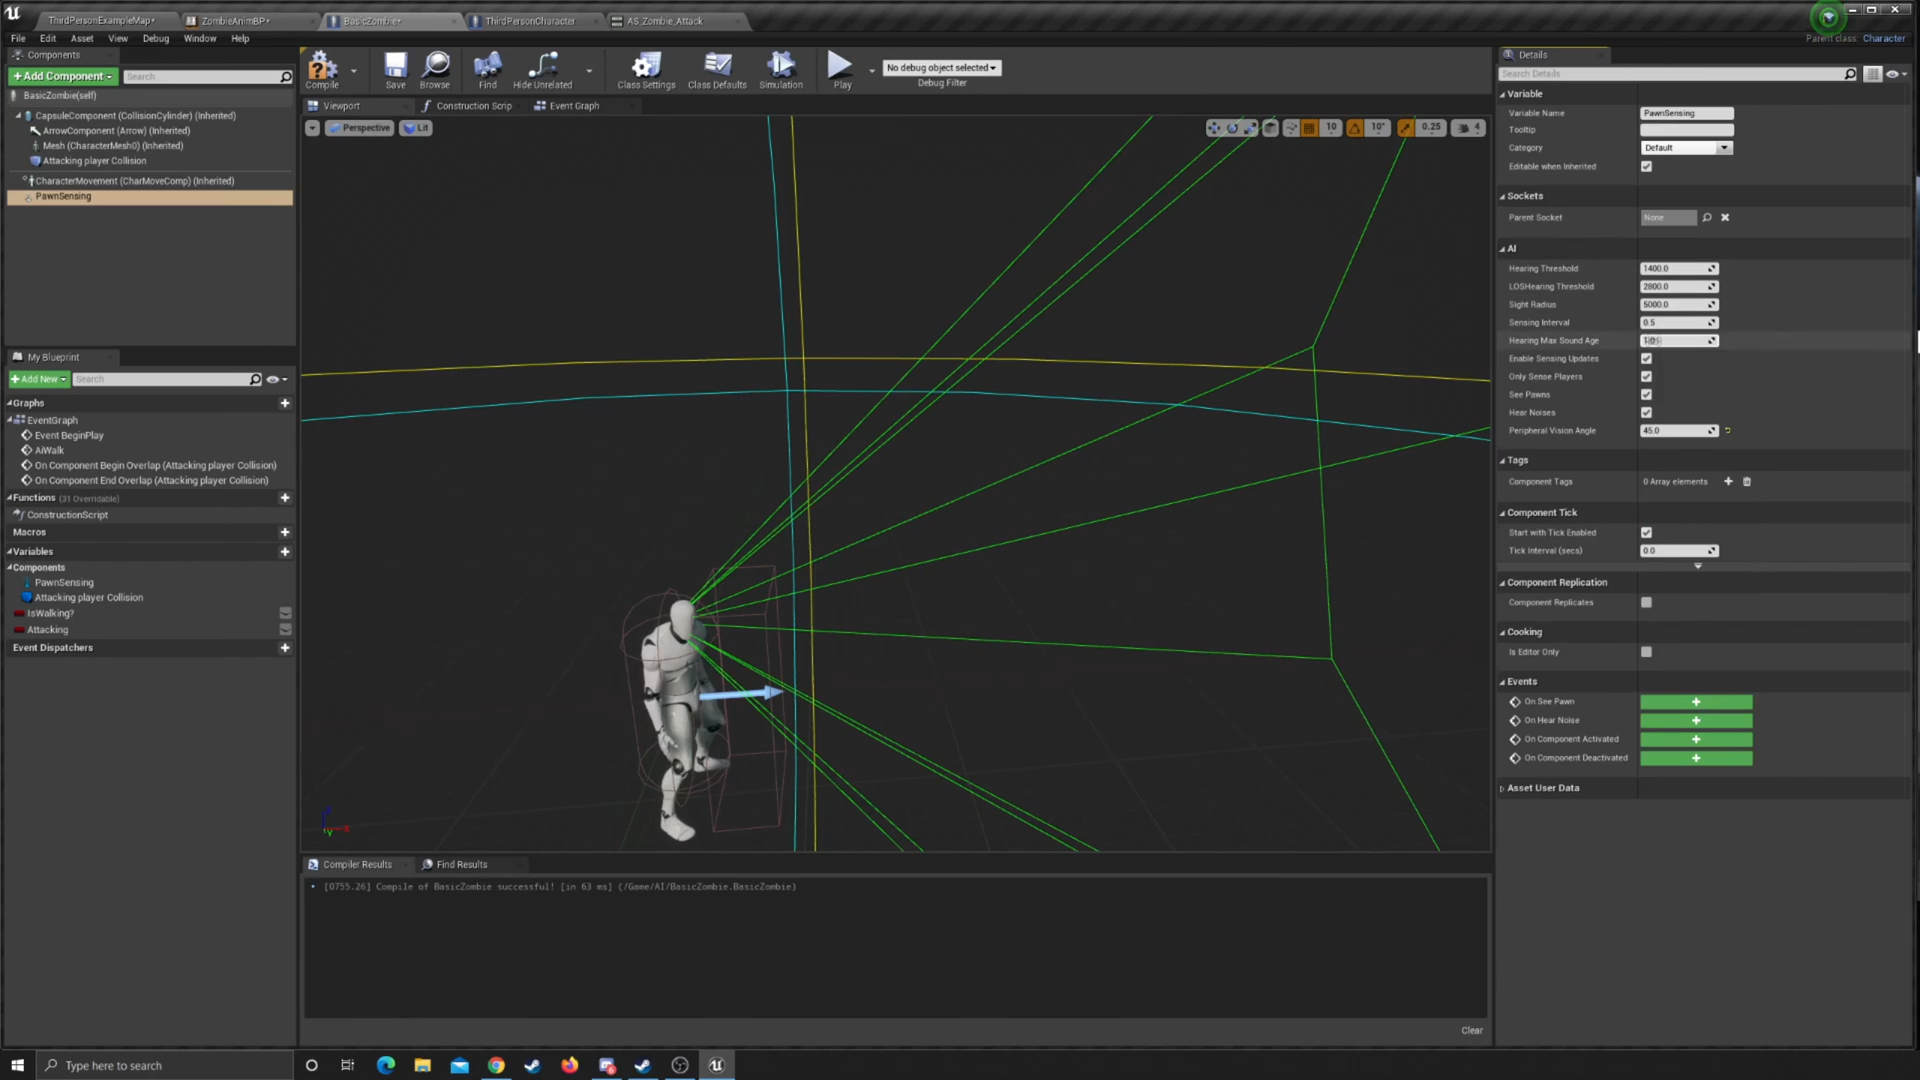 ThirdPersonExampleMap*
ZombieAnimBP*
BasicZombie*
ThirdPersonCharacter
AS_Zombie_Attack
File Edit Asset View Debug Window Help
Parent class: Character
Components
+Add Component
Search
BasicZombie(self)
CapsuleComponent (CollisionCylinder) (Inherited)
ArrowComponent (Arrow) (Inherited)
Mesh (CharacterMesh0) (Inherited)
Attacking player Collision
CharacterMovement (CharMoveComp) (Inherited)
PawnSensing
My Blueprint
+Add New
Search
Graphs
EventGraph
Event BeginPlay
AiWalk
On Component Begin Overlap (Attacking player Collision)
On Component End Overlap (Attacking player Collision)
Functions (31 Overridable)
ConstructionScript
Macros
Variables
Components
PawnSensing
Attacking player Collision
IsWalking?
Attacking
Event Dispatchers
Compile
Save
Browse
Find
Hide Unrelated
Class Settings
Class Defaults
Simulation
Play
No debug object selected
Debug Filter
Viewport
Construction Scrip
Event Graph
Perspective
Lit
10
10°
0.25
4
Compiler Results
Find Results
[0755.26] Compile of BasicZombie successful! [in 63 ms] (/Game/AI/BasicZombie.BasicZombie)
Clear
Details
Search Details
Variable
Variable Name PawnSensing
Tooltip
Category Default
Editable when Inherited
Sockets
Parent Socket None
AI
Hearing Threshold 1400.0
LOSHearing Threshold 2800.0
Sight Radius 5000.0
Sensing Interval 0.5
Hearing Max Sound Age
Enable Sensing Updates
Only Sense Players
See Pawns
Hear Noises
Peripheral Vision Angle 45.0
Tags
Component Tags 0 Array elements
Component Tick
Start with Tick Enabled
Tick Interval (secs) 0.0
Component Replication
Component Replicates
Cooking
Is Editor Only
Events
On See Pawn
On Hear Noise
On Component Activated
On Component Deactivated
Asset User Data
Type here to search